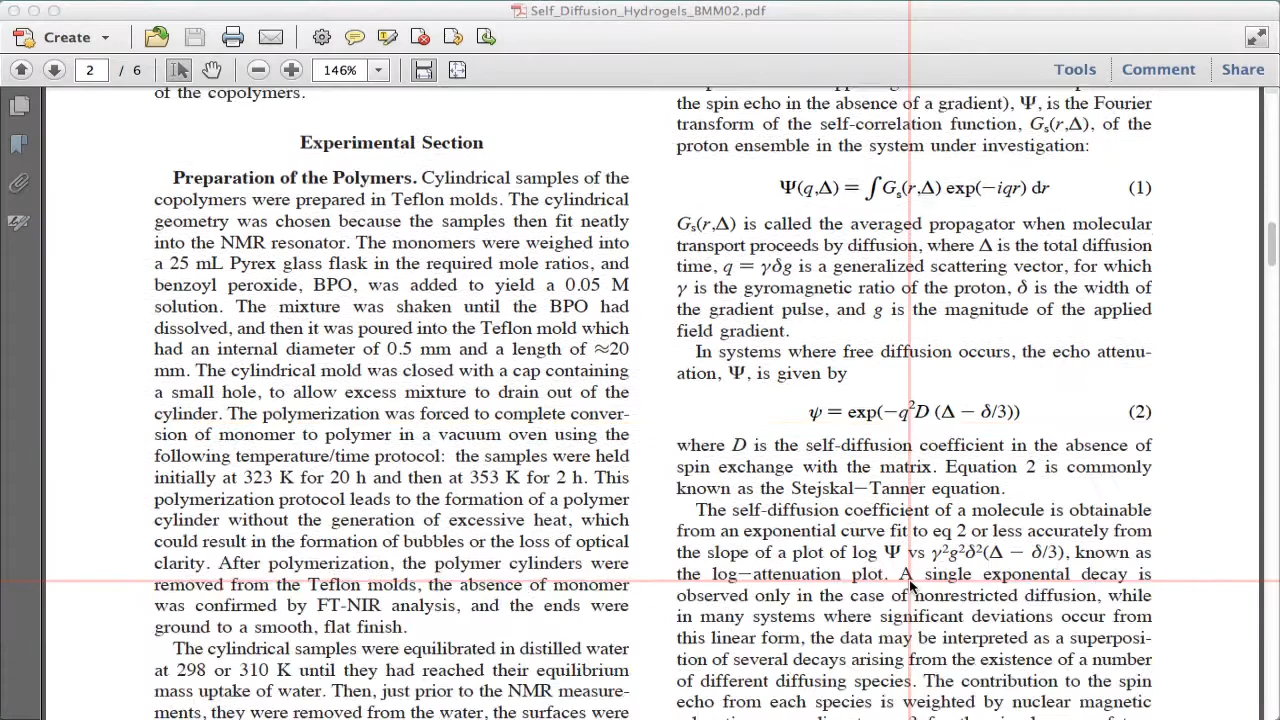 Self_Diffusion_Hydrogels_BMM02.pdf
Create
2 / 6 146% Tools Comment Share
of the copolymers.
Experimental Section
Preparation of the Polymers. Cylindrical samples of the
copolymers were prepared in Teflon molds. The cylindrical
geometry was chosen because the samples then fit neatly
into the NMR resonator. The monomers were weighed into
a 25 mL Pyrex glass flask in the required mole ratios, and
benzoyl peroxide, BPO, was added to yield a 0.05 M
solution. The mixture was shaken until the BPO had
dissolved, and then it was poured into the Teflon mold which
had an internal diameter of 0.5 mm and a length of ≈20
mm. The cylindrical mold was closed with a cap containing
a small hole, to allow excess mixture to drain out of the
cylinder. The polymerization was forced to complete conver-
sion of monomer to polymer in a vacuum oven using the
following temperature/time protocol: the samples were held
initially at 323 K for 20 h and then at 353 K for 2 h. This
polymerization protocol leads to the formation of a polymer
cylinder without the generation of excessive heat, which
could result in the formation of bubbles or the loss of optical
clarity. After polymerization, the polymer cylinders were
removed from the Teflon molds, the absence of monomer
was confirmed by FT-NIR analysis, and the ends were
ground to a smooth, flat finish.
The cylindrical samples were equilibrated in distilled water
at 298 or 310 K until they had reached their equilibrium
mass uptake of water. Then, just prior to the NMR measure-
ments, they were removed from the water, the surfaces were
the spin echo in the absence of a gradient), Ψ, is the Fourier
transform of the self-correlation function, Gs(r,Δ), of the
proton ensemble in the system under investigation:
Ψ(q,Δ) = ∫Gs(r,Δ) exp(−iqr) dr (1)
Gs(r,Δ) is called the averaged propagator when molecular
transport proceeds by diffusion, where Δ is the total diffusion
time, q = γδg is a generalized scattering vector, for which
γ is the gyromagnetic ratio of the proton, δ is the width of
the gradient pulse, and g is the magnitude of the applied
field gradient.
In systems where free diffusion occurs, the echo attenu-
ation, Ψ, is given by
ψ = exp(−q²D (Δ − δ/3)) (2)
where D is the self-diffusion coefficient in the absence of
spin exchange with the matrix. Equation 2 is commonly
known as the Stejskal−Tanner equation.
The self-diffusion coefficient of a molecule is obtainable
from an exponential curve fit to eq 2 or less accurately from
the slope of a plot of log Ψ vs γ²g²δ²(Δ − δ/3), known as
the log−attenuation plot. A single exponential decay is
observed only in the case of nonrestricted diffusion, while
in many systems where significant deviations occur from
this linear form, the data may be interpreted as a superposi-
tion of several decays arising from the existence of a number
of different diffusing species. The contribution to the spin
echo from each species is weighted by nuclear magnetic